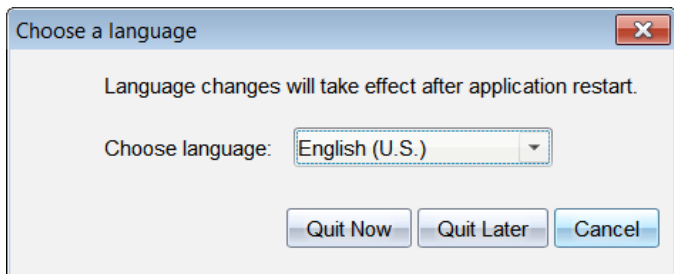 Choose a language
Language changes will take effect after application restart.
Choose language: English (U.S.)
Quit Now Quit Later Cancel